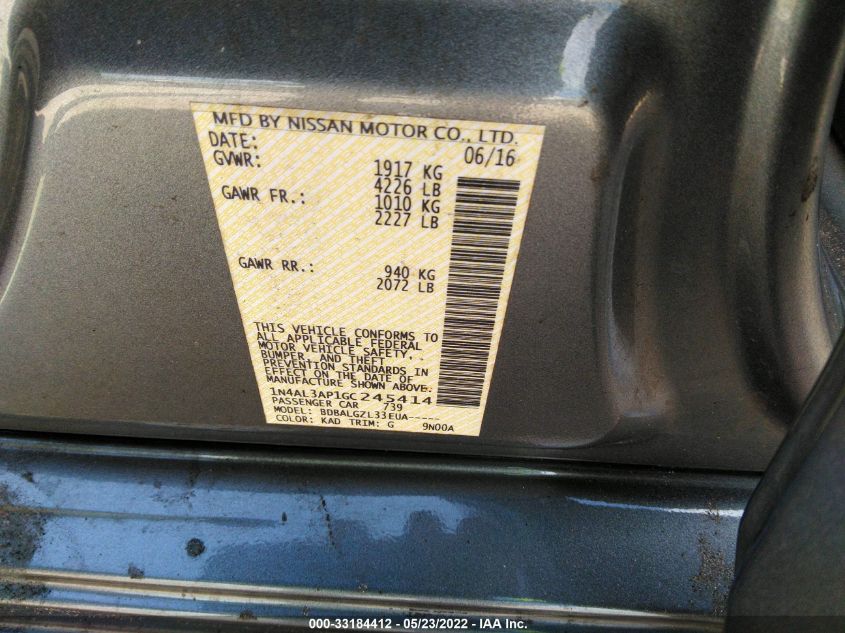 MFD BY NISSAN MOTOR CO., LTD.
DATE: 06/16
GVWR: 1917 KG
4226 LB
GAWR FR.: 1010 KG
2227 LB
GAWR RR.: 940 KG
2072 LB
THIS VEHICLE CONFORMS TO
ALL APPLICABLE FEDERAL
MOTOR VEHICLE SAFETY,
BUMPER, AND THEFT
PREVENTION STANDARDS IN
EFFECT ON THE DATE OF
MANUFACTURE SHOWN ABOVE.
1N4AL3AP1GC245414
PASSENGER CAR 739
MODEL: BDBALGZL33EUA-----
COLOR: KAD TRIM: G 9N00A
000-33184412 - 05/23/2022 - IAA Inc.